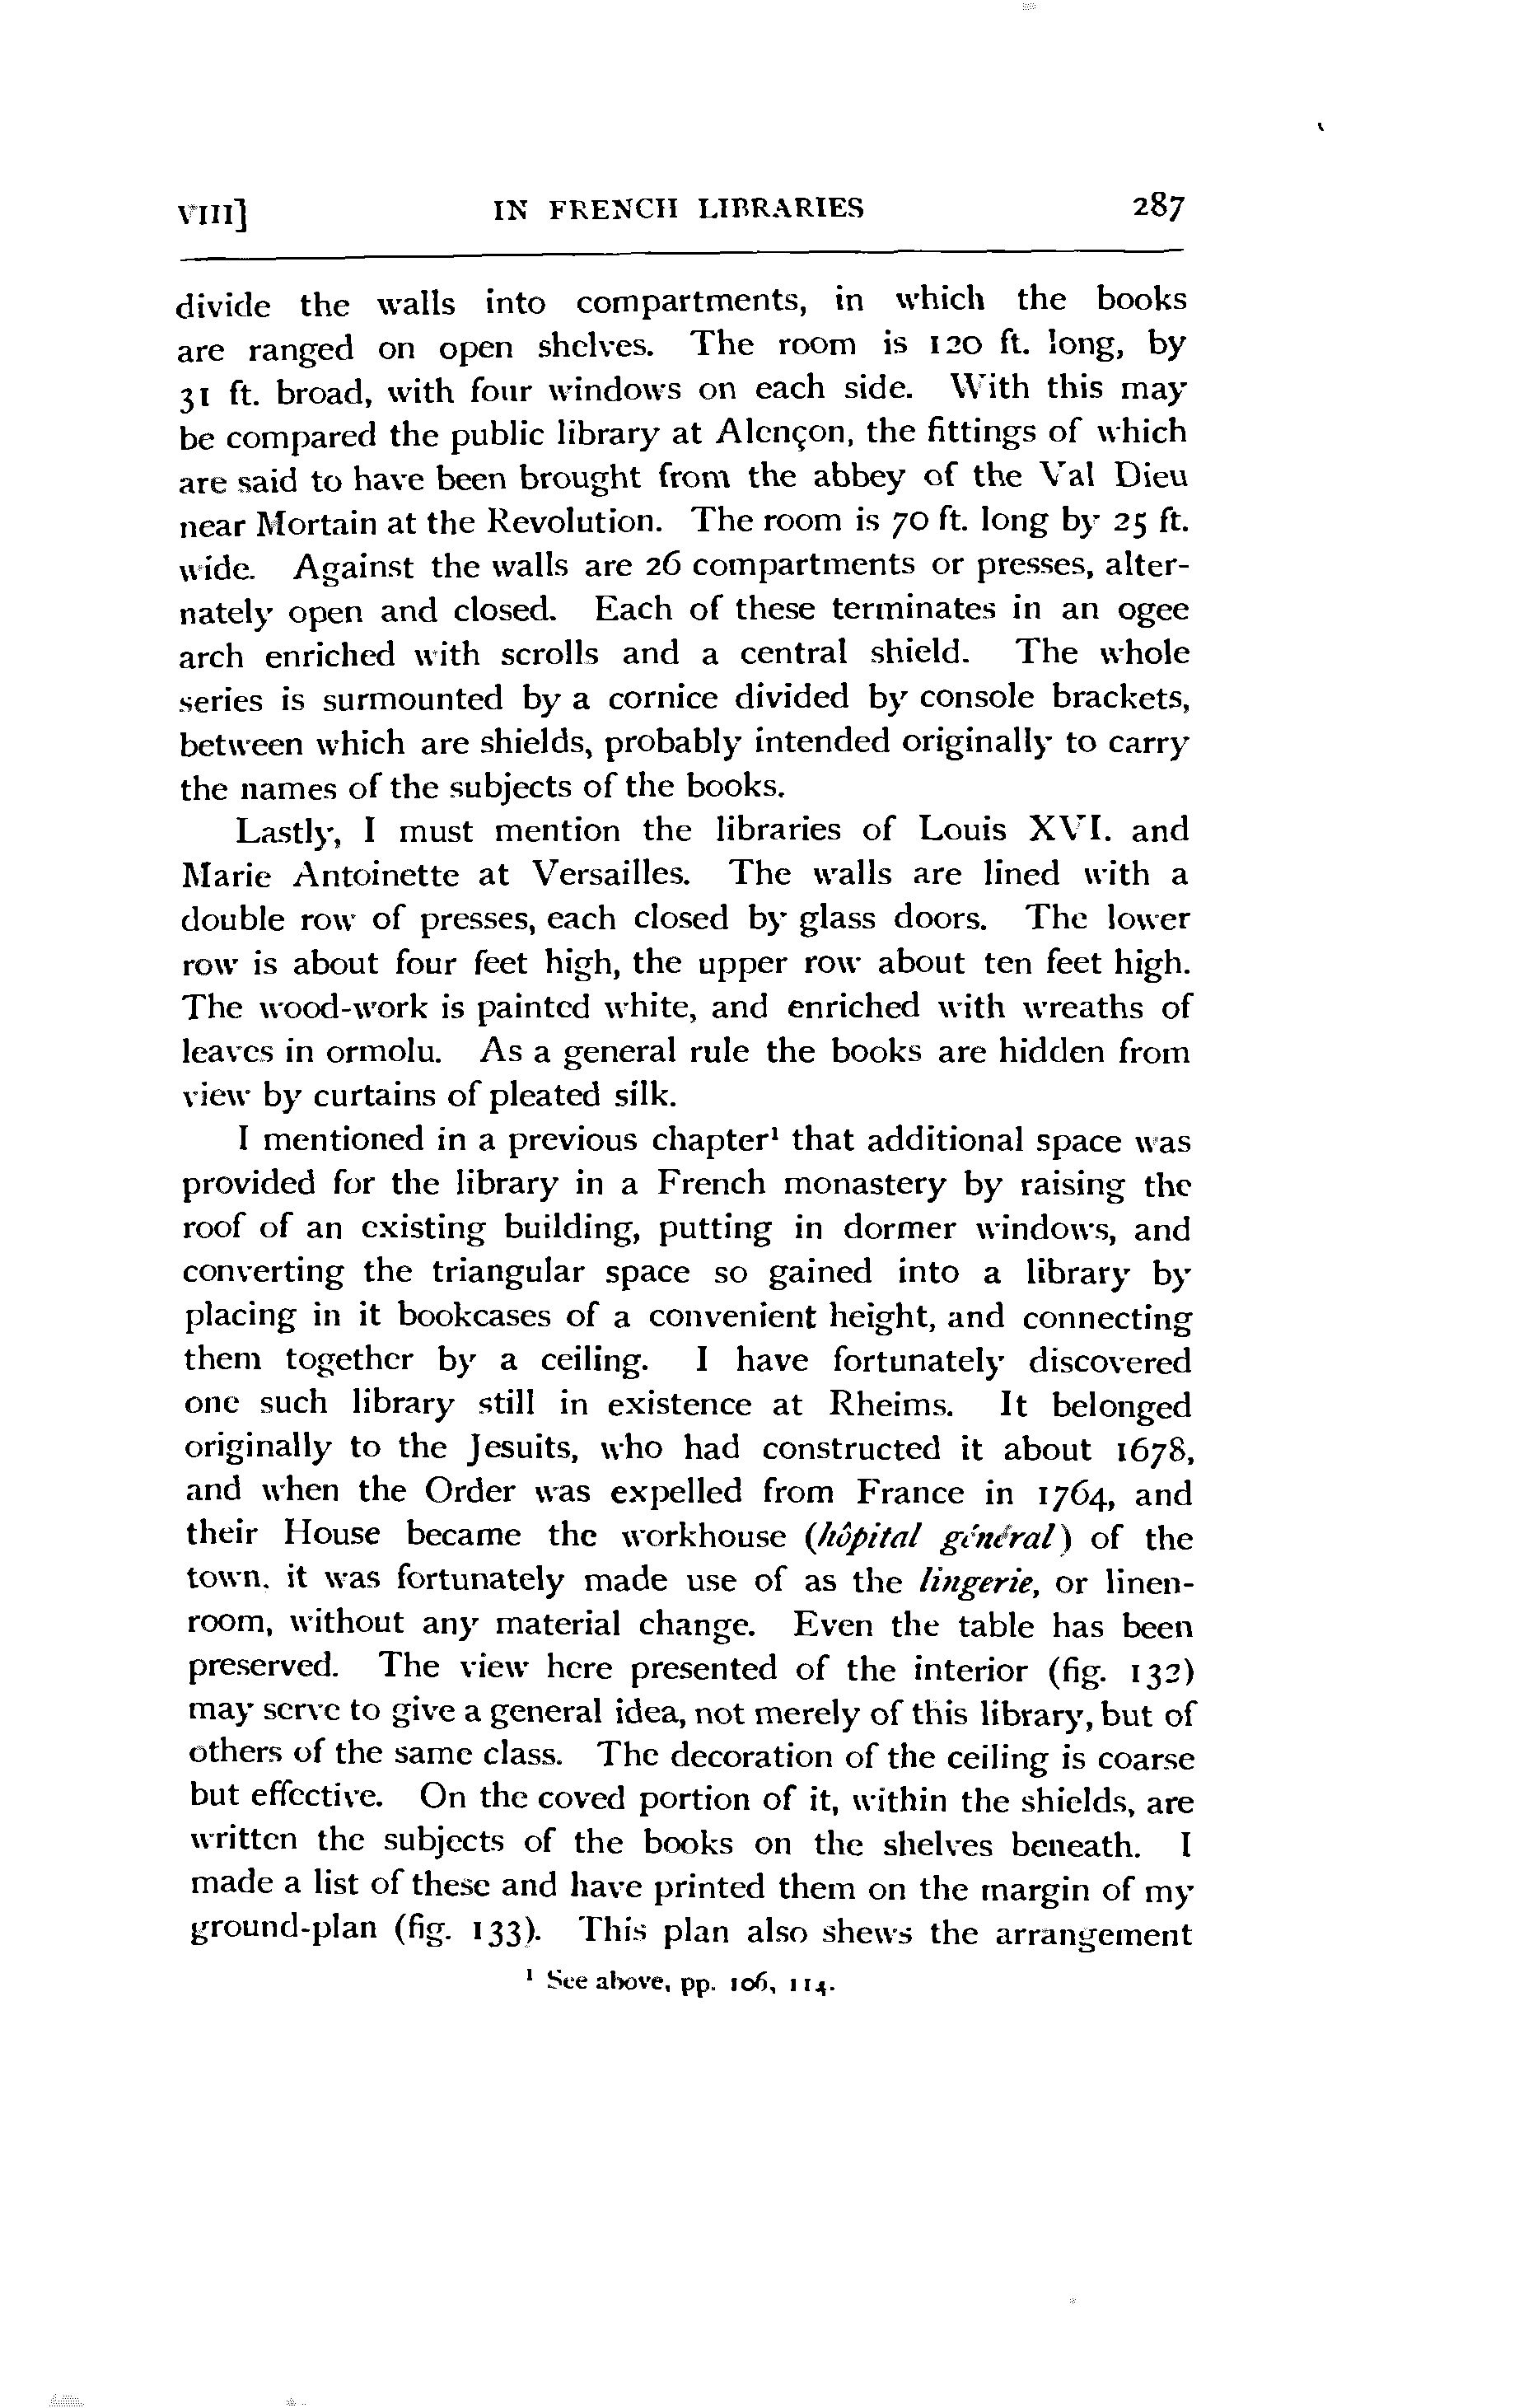 VIII] IN FRENCH LIBRARIES 287
divide the walls into compartments, in which the books
are ranged on open shelves. The room is 120 ft. long, by
31 ft. broad, with four windows on each side. With this may
be compared the public library at Alençon, the fittings of which
are said to have been brought from the abbey of the Val Dieu
near Mortain at the Revolution. The room is 70 ft. long by 25 ft.
wide. Against the walls are 26 compartments or presses, alter-
nately open and closed. Each of these terminates in an ogee
arch enriched with scrolls and a central shield. The whole
series is surmounted by a cornice divided by console brackets,
between which are shields, probably intended originally to carry
the names of the subjects of the books.
Lastly, I must mention the libraries of Louis XVI. and
Marie Antoinette at Versailles. The walls are lined with a
double row of presses, each closed by glass doors. The lower
row is about four feet high, the upper row about ten feet high.
The wood-work is painted white, and enriched with wreaths of
leaves in ormolu. As a general rule the books are hidden from
view by curtains of pleated silk.
I mentioned in a previous chapter¹ that additional space was
provided for the library in a French monastery by raising the
roof of an existing building, putting in dormer windows, and
converting the triangular space so gained into a library by
placing in it bookcases of a convenient height, and connecting
them together by a ceiling. I have fortunately discovered
one such library still in existence at Rheims. It belonged
originally to the Jesuits, who had constructed it about 1678,
and when the Order was expelled from France in 1764, and
their House became the workhouse (hôpital général) of the
town, it was fortunately made use of as the lingerie, or linen-
room, without any material change. Even the table has been
preserved. The view here presented of the interior (fig. 132)
may serve to give a general idea, not merely of this library, but of
others of the same class. The decoration of the ceiling is coarse
but effective. On the coved portion of it, within the shields, are
written the subjects of the books on the shelves beneath. I
made a list of these and have printed them on the margin of my
ground-plan (fig. 133). This plan also shews the arrangement
¹ See above, pp. 106, 114.